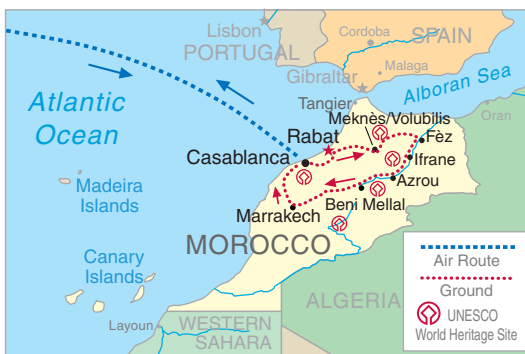 Lisbon
PORTUGAL
Cordoba
SPAIN
Malaga
Gibraltar
Alboran Sea
Tangier
Oran
Atlantic
Ocean
Meknès/Volubilis
Rabat
Fèz
Casablanca
Ifrane
Azrou
Madeira
Islands
Beni Mellal
Marrakech
MOROCCO
Canary
Islands
ALGERIA
Layoun
WESTERN
SAHARA
Air Route
Ground
UNESCO
World Heritage Site